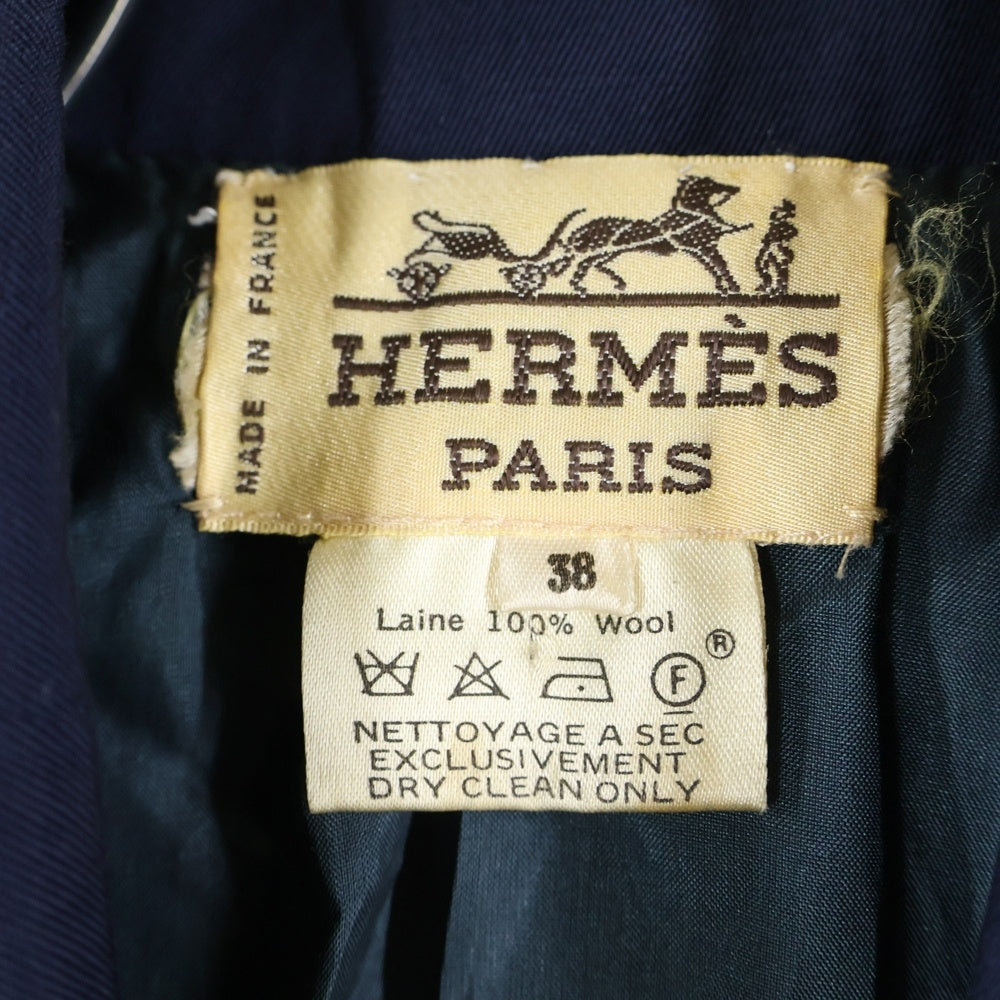 MADE IN FRANCE
HERMÈS
PARIS
38
Laine 100% Wool
®
F
NETTOYAGE A SEC
EXCLUSIVEMENT
DRY CLEAN ONLY